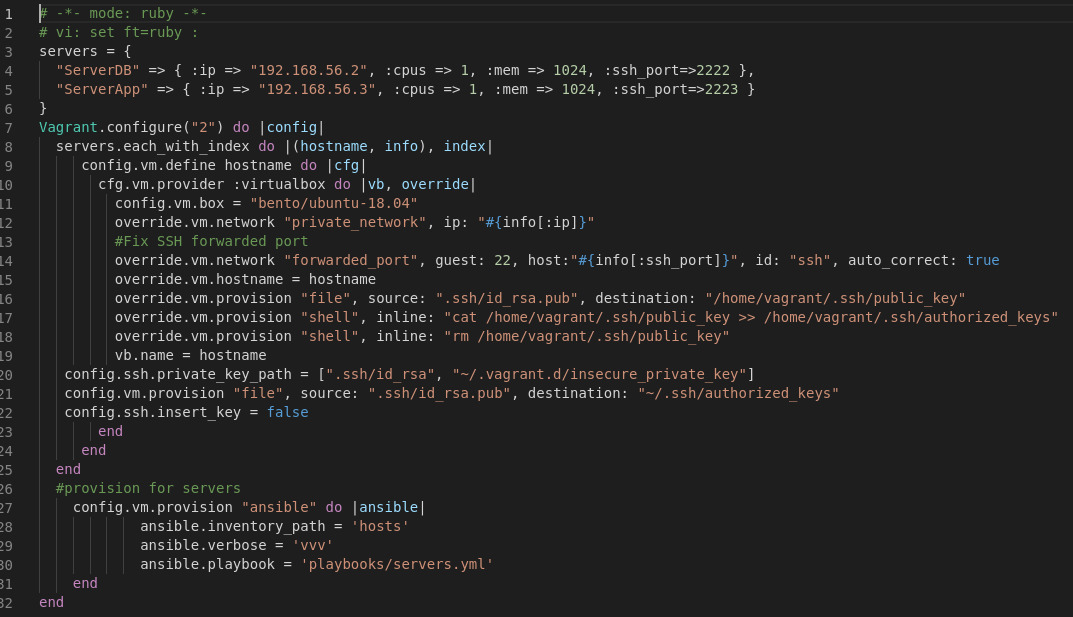 1 # -*- mode: ruby -*-
2 # vi: set ft=ruby :
3 servers = {
4 "ServerDB" => { :ip => "192.168.56.2", :cpus => 1, :mem => 1024, :ssh_port=>2222 },
5 "ServerApp" => { :ip => "192.168.56.3", :cpus => 1, :mem => 1024, :ssh_port=>2223 }
6 }
7 Vagrant.configure("2") do |config|
8 servers.each_with_index do |(hostname, info), index|
9 config.vm.define hostname do |cfg|
10 cfg.vm.provider :virtualbox do |vb, override|
11 config.vm.box = "bento/ubuntu-18.04"
12 override.vm.network "private_network", ip: "#{info[:ip]}"
13 #Fix SSH forwarded port
14 override.vm.network "forwarded_port", guest: 22, host:"#{info[:ssh_port]}", id: "ssh", auto_correct: true
15 override.vm.hostname = hostname
16 override.vm.provision "file", source: ".ssh/id_rsa.pub", destination: "/home/vagrant/.ssh/public_key"
17 override.vm.provision "shell", inline: "cat /home/vagrant/.ssh/public_key >> /home/vagrant/.ssh/authorized_keys"
18 override.vm.provision "shell", inline: "rm /home/vagrant/.ssh/public_key"
19 vb.name = hostname
20 config.ssh.private_key_path = [".ssh/id_rsa", "~/.vagrant.d/insecure_private_key"]
21 config.vm.provision "file", source: ".ssh/id_rsa.pub", destination: "~/.ssh/authorized_keys"
22 config.ssh.insert_key = false
23 end
24 end
25 end
26 #provision for servers
27 config.vm.provision "ansible" do |ansible|
28 ansible.inventory_path = 'hosts'
29 ansible.verbose = 'vvv'
30 ansible.playbook = 'playbooks/servers.yml'
31 end
32 end